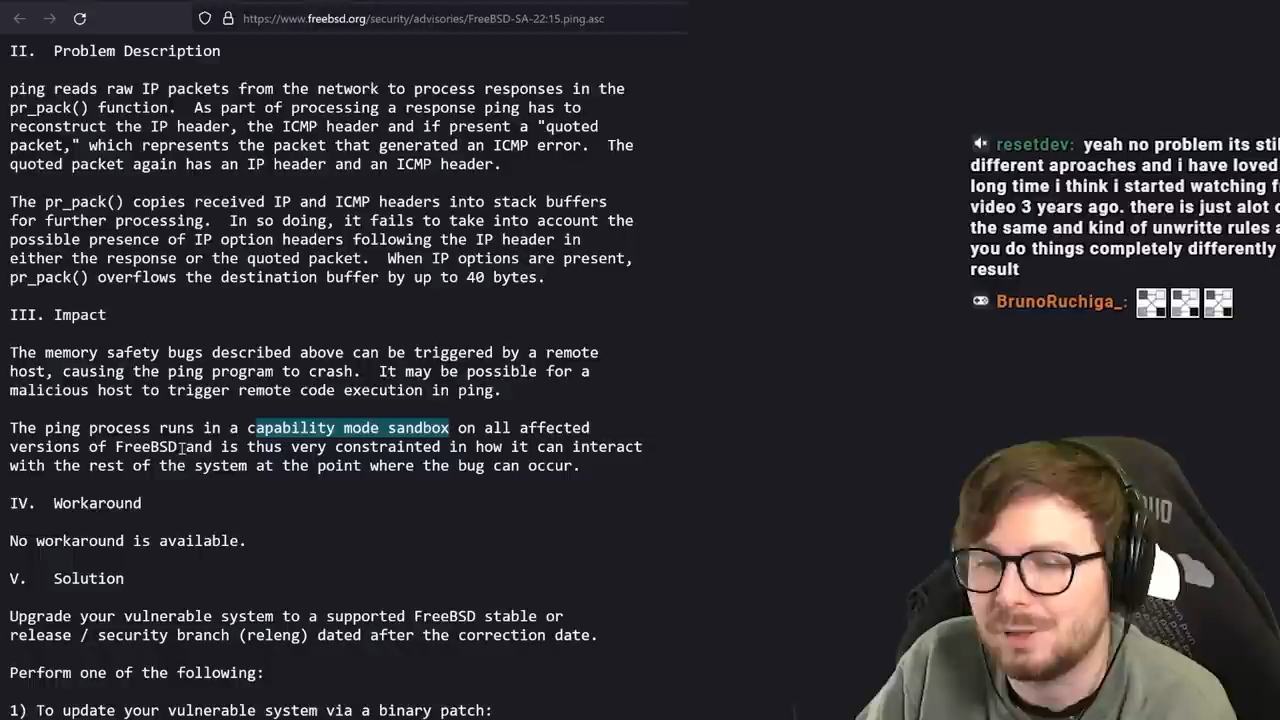 https://www.freebsd.org/security/advisories/FreeBSD-SA-22:15.ping.asc
II. Problem Description
ping reads raw IP packets from the network to process responses in the
pr_pack() function. As part of processing a response ping has to
reconstruct the IP header, the ICMP header and if present a "quoted
packet," which represents the packet that generated an ICMP error. The
quoted packet again has an IP header and an ICMP header.
The pr_pack() copies received IP and ICMP headers into stack buffers
for further processing. In so doing, it fails to take into account the
possible presence of IP option headers following the IP header in
either the response or the quoted packet. When IP options are present,
pr_pack() overflows the destination buffer by up to 40 bytes.
III. Impact
The memory safety bugs described above can be triggered by a remote
host, causing the ping program to crash. It may be possible for a
malicious host to trigger remote code execution in ping.
The ping process runs in a capability mode sandbox on all affected
versions of FreeBSD and is thus very constrainted in how it can interact
with the rest of the system at the point where the bug can occur.
IV. Workaround
No workaround is available.
V. Solution
Upgrade your vulnerable system to a supported FreeBSD stable or
release / security branch (releng) dated after the correction date.
Perform one of the following:
1) To update your vulnerable system via a binary patch:
resetdev: yeah no problem its stil
different aproaches and i have loved
long time i think i started watching f
video 3 years ago. there is just alot o
the same and kind of unwritte rules a
you do things completely differently
result
BrunoRuchiga_: